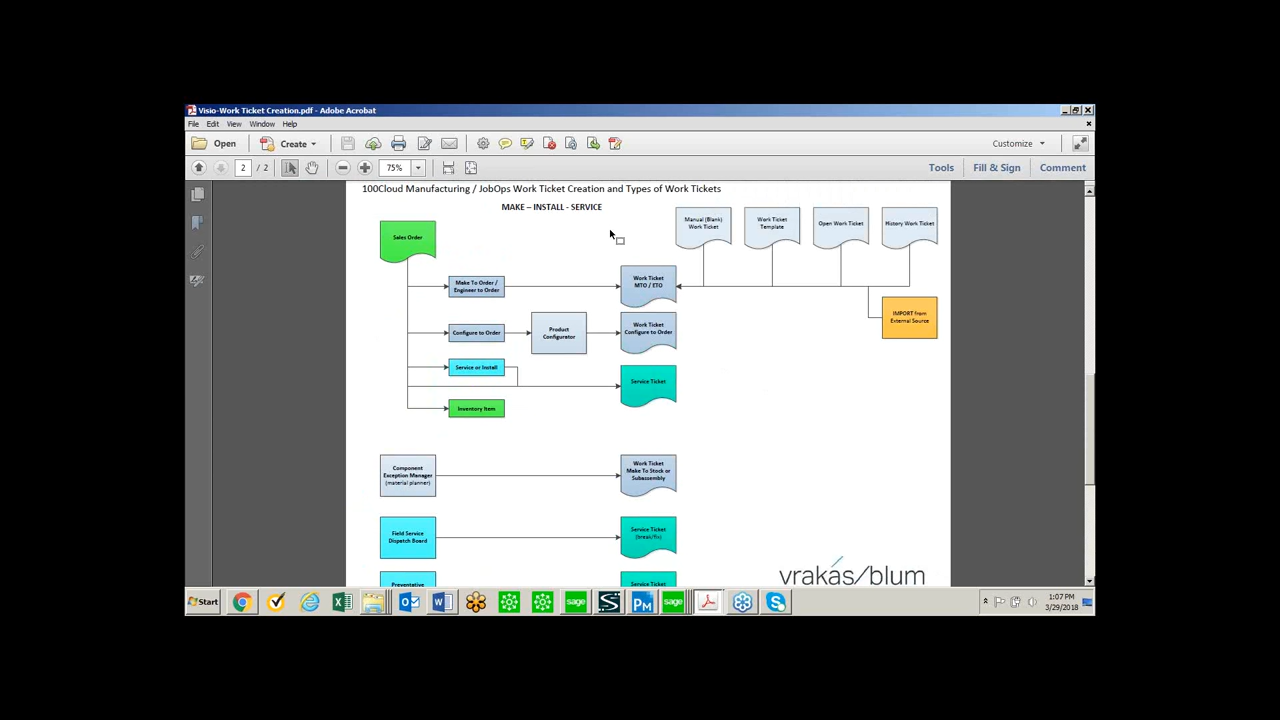 Visio-Work Ticket Creation.pdf - Adobe Acrobat
File Edit View Window Help
Open Create Customize
2 / 2 75% Tools Fill & Sign Comment
100Cloud Manufacturing / JobOps Work Ticket Creation and Types of Work Tickets
MAKE – INSTALL - SERVICE
Sales Order
Manual (Blank)
Work Ticket
Work Ticket
Template
Open Work Ticket
History Work Ticket
Make To Order /
Engineer to Order
Work Ticket
MTO / ETO
IMPORT from
External Source
Configure to Order
Product
Configurator
Work Ticket
Configure to Order
Service or Install
Service Ticket
Inventory Item
Component
Exception Manager
(material planner)
Work Ticket
Make To Stock or
Subassembly
Field Service
Dispatch Board
Service Ticket
(break/fix)
Preventative
Service Ticket
vrakas/blum
Start
sage
S
PM
sage
1:07 PM
3/29/2018